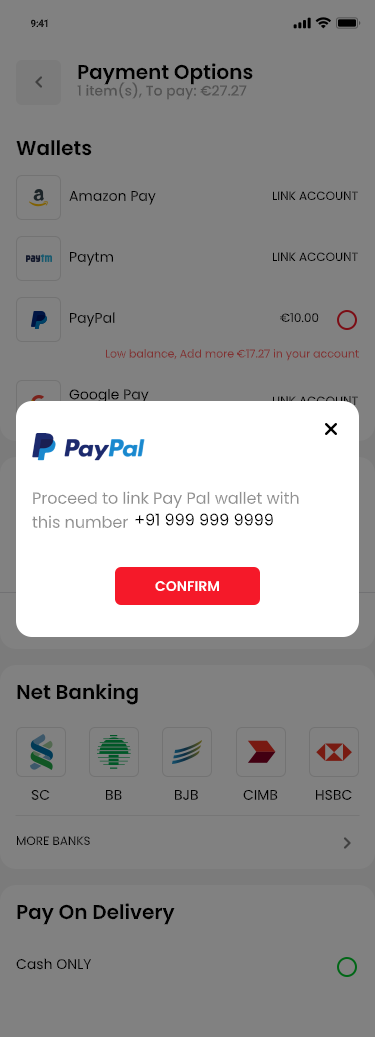 9:41
Payment Options
1 item(s), To pay: €27.27
Wallets
a
Amazon Pay
LINK ACCOUNT
paytm
Paytm
LINK ACCOUNT
PayPal
€10.00
Low balance, Add more €17.27 in your account
Google Pay
LINK ACCOUNT
PayPal
Proceed to link Pay Pal wallet with
this number +91 999 999 9999
CONFIRM
Net Banking
SC
BB
BJB
CIMB
HSBC
MORE BANKS
Pay On Delivery
Cash ONLY